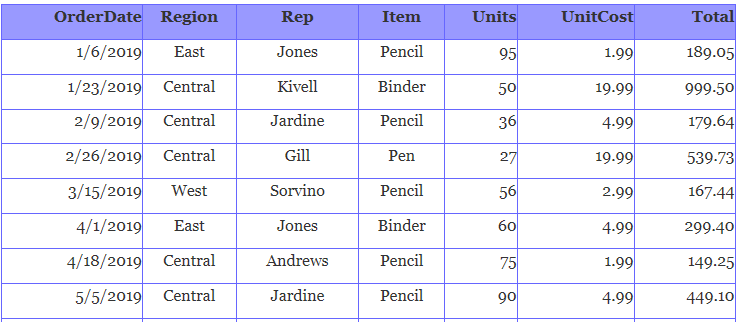 OrderDate Region Rep Item Units UnitCost Total
1/6/2019 East Jones Pencil 95 1.99 189.05
1/23/2019 Central Kivell Binder 50 19.99 999.50
2/9/2019 Central Jardine Pencil 36 4.99 179.64
2/26/2019 Central Gill Pen 27 19.99 539.73
3/15/2019 West Sorvino Pencil 56 2.99 167.44
4/1/2019 East Jones Binder 60 4.99 299.40
4/18/2019 Central Andrews Pencil 75 1.99 149.25
5/5/2019 Central Jardine Pencil 90 4.99 449.10